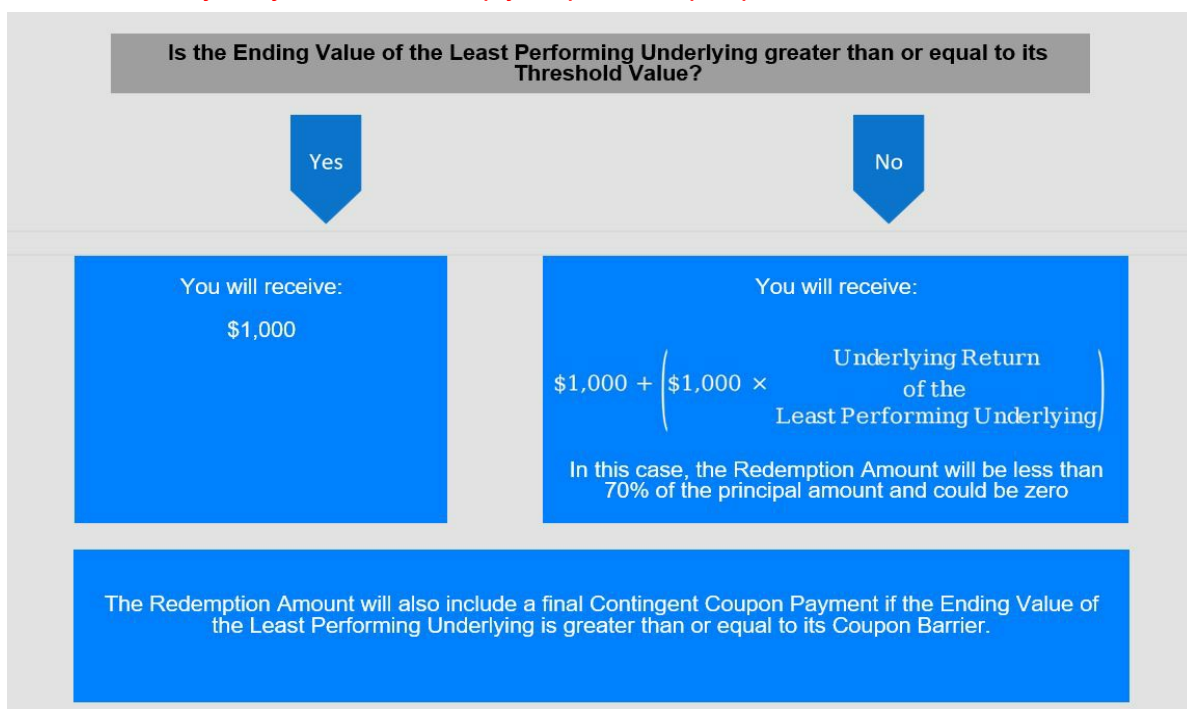 Is the Ending Value of the Least Performing Underlying greater than or equal to its
Threshold Value?
Yes
No
You will receive:
$1,000
You will receive:
$1,000 + ($1,000 × Underlying Return
of the
Least Performing Underlying)
In this case, the Redemption Amount will be less than
70% of the principal amount and could be zero
The Redemption Amount will also include a final Contingent Coupon Payment if the Ending Value of
the Least Performing Underlying is greater than or equal to its Coupon Barrier.